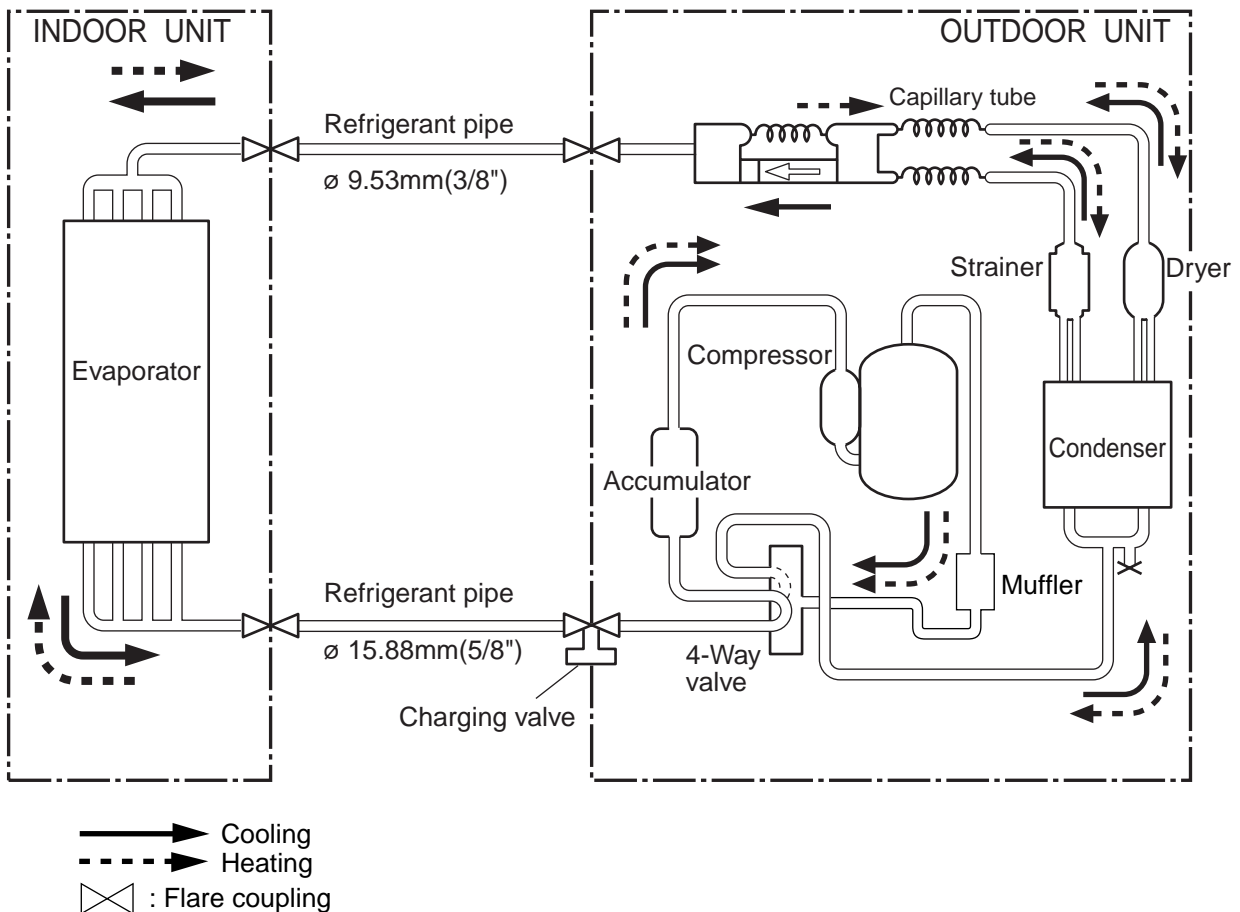 INDOOR UNIT
OUTDOOR UNIT
Capillary tube
Refrigerant pipe
ø 9.53mm(3/8")
Strainer
Dryer
Compressor
Evaporator
Condenser
Accumulator
Muffler
Refrigerant pipe
ø 15.88mm(5/8")
4-Way
valve
Charging valve
Cooling
Heating
: Flare coupling